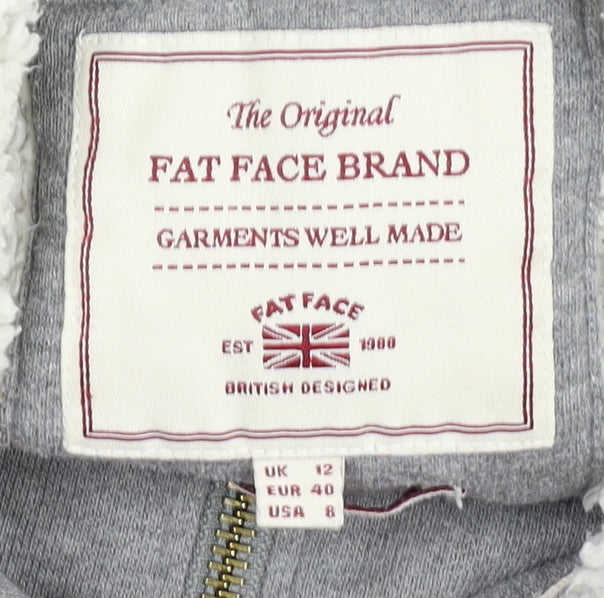 The Original
FAT FACE BRAND
GARMENTS WELL MADE
FAT FACE
EST 1988
BRITISH DESIGNED
UK 12
EUR 40
USA 8